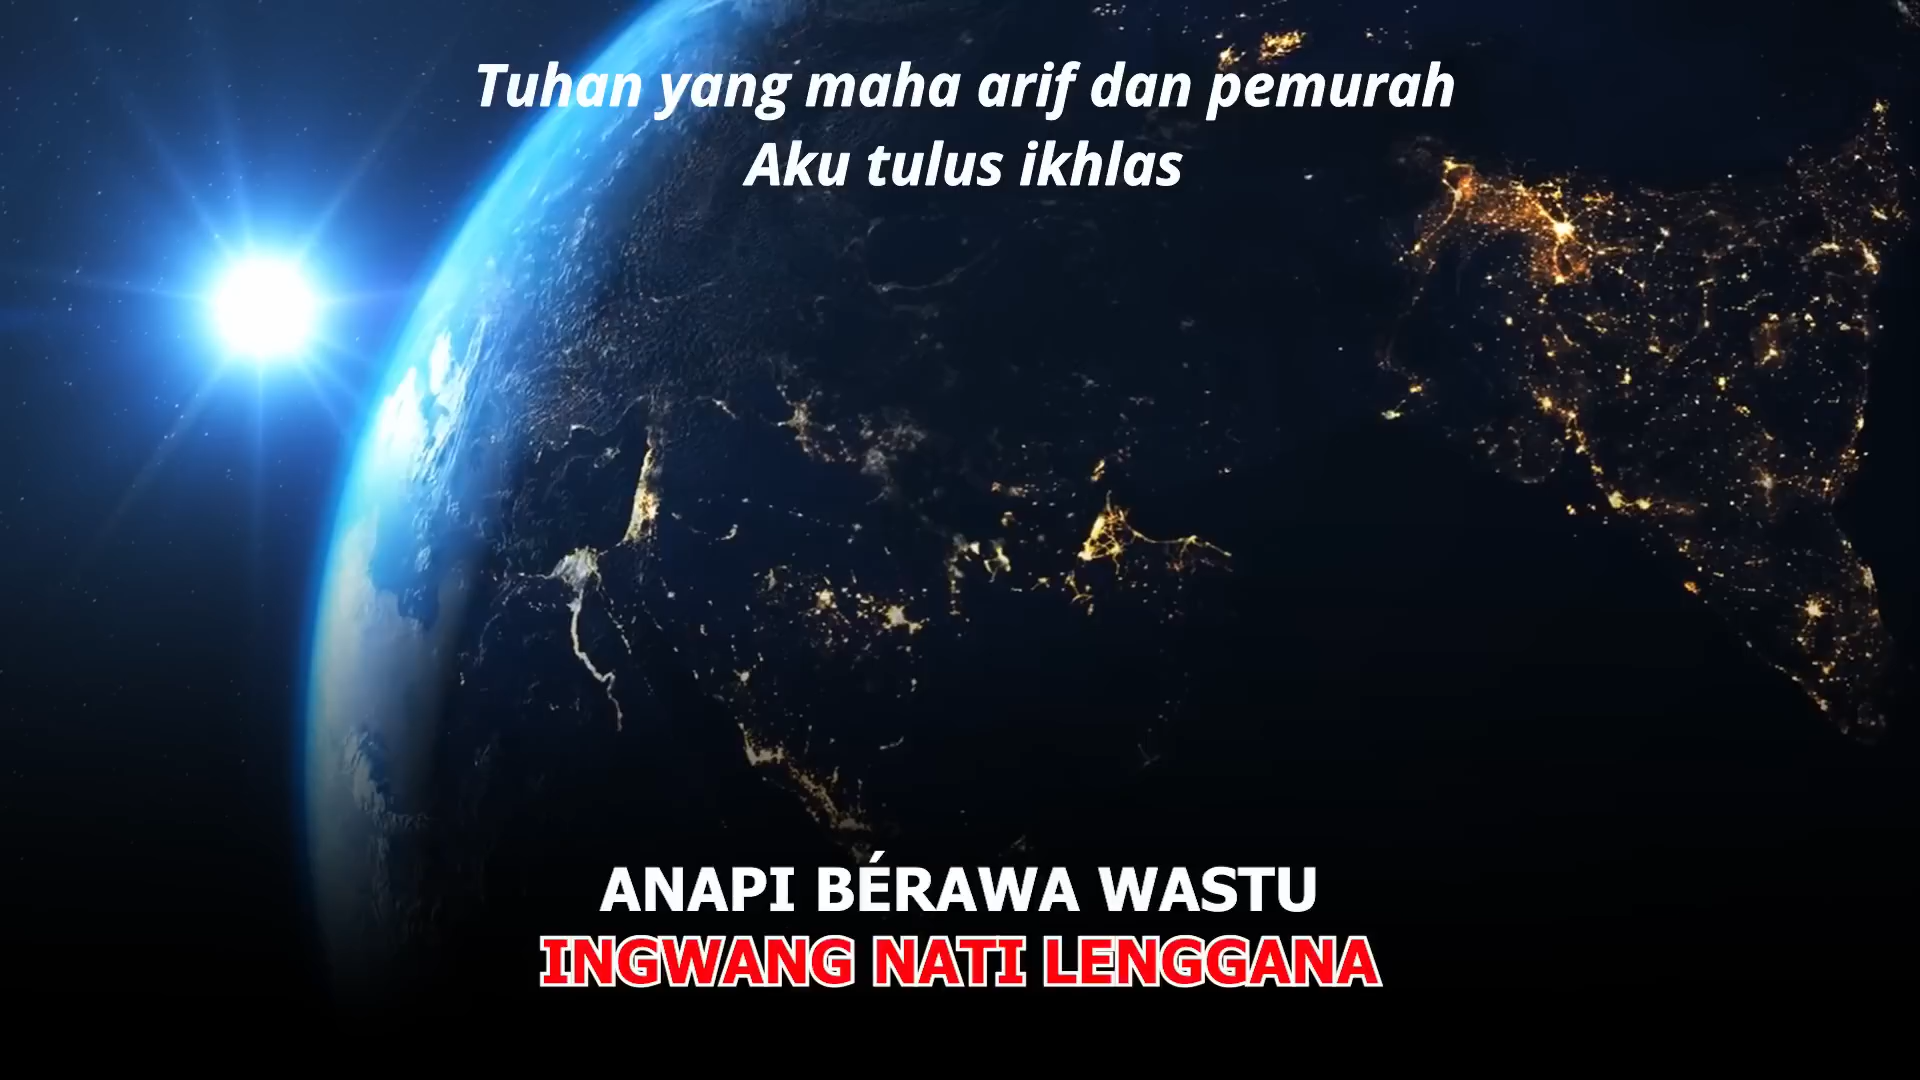 Tuhan yang maha arif dan pemurah
Aku tulus ikhlas
ANAPI BÉRAWA WASTU
INGWANG NATI LENGGANA